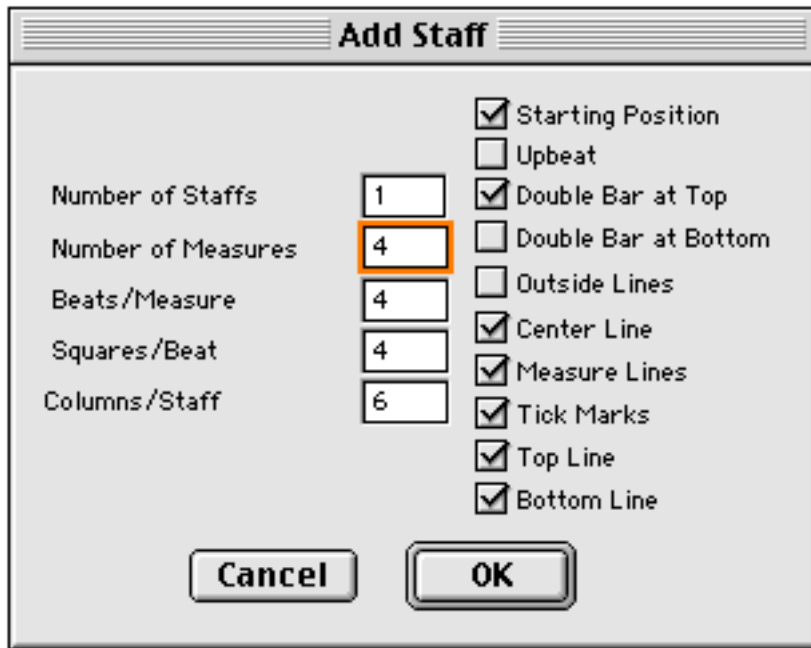 Add Staff
Starting Position
Upbeat
Number of Staffs 1
Double Bar at Top
Number of Measures 4
Double Bar at Bottom
Beats/Measure 4
Outside Lines
Squares/Beat 4
Center Line
Columns/Staff 6
Measure Lines
Tick Marks
Top Line
Bottom Line
Cancel
OK